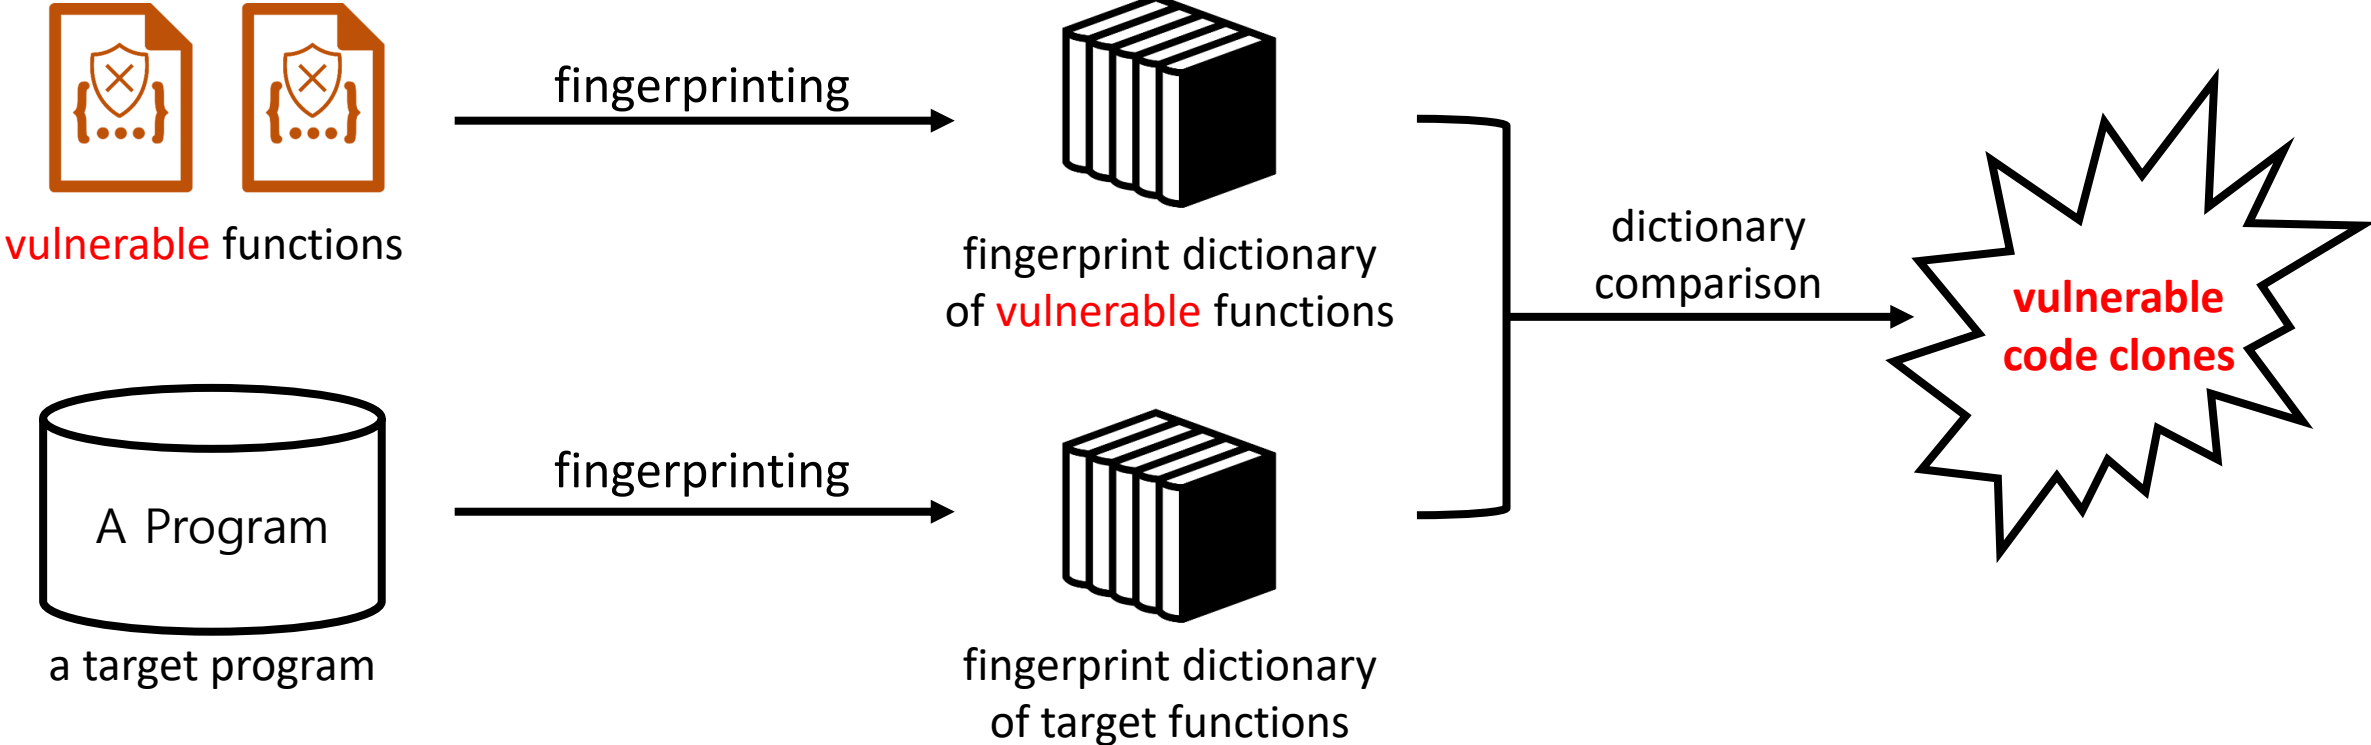 fingerprinting
vulnerable functions
fingerprint dictionary
of vulnerable functions
dictionary
comparison
vulnerable
code clones
A Program
a target program
fingerprinting
fingerprint dictionary
of target functions